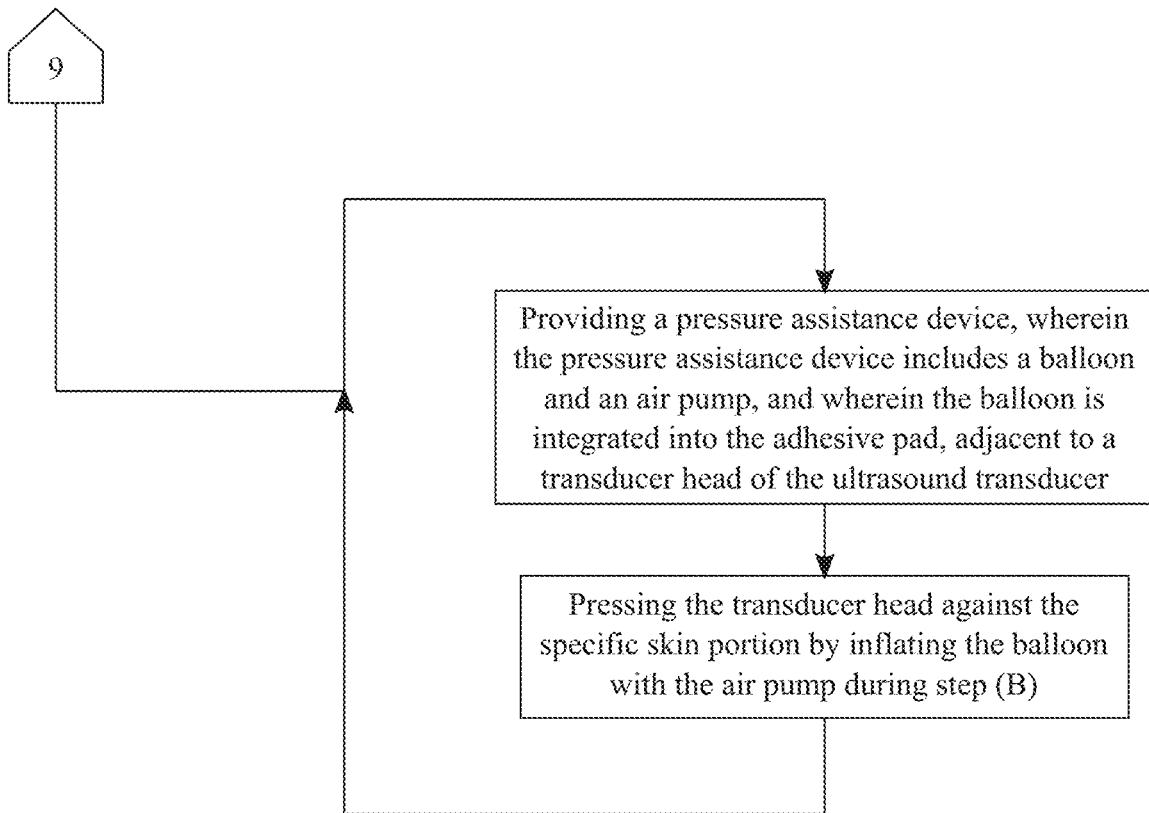 9
Providing a pressure assistance device, wherein
the pressure assistance device includes a balloon
and an air pump, and wherein the balloon is
integrated into the adhesive pad, adjacent to a
transducer head of the ultrasound transducer
Pressing the transducer head against the
specific skin portion by inflating the balloon
with the air pump during step (B)